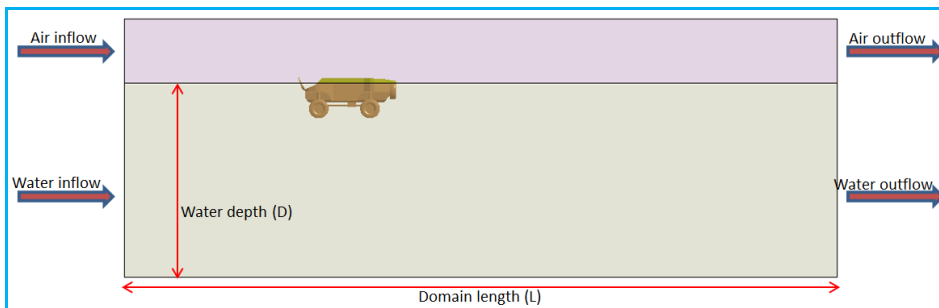 Air inflow
Air outflow
Water inflow
Water outflow
Water depth (D)
Domain length (L)